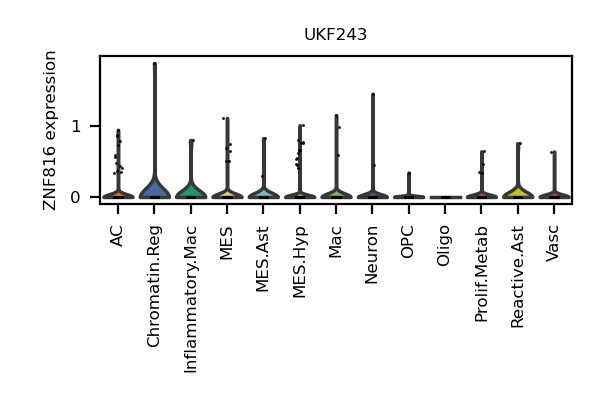 UKF243
ZNF816 expression
1
0
AC
Chromatin.Reg
Inflammatory.Mac
MES
MES.Ast
MES.Hyp
Mac
Neuron
OPC
Oligo
Prolif.Metab
Reactive.Ast
Vasc